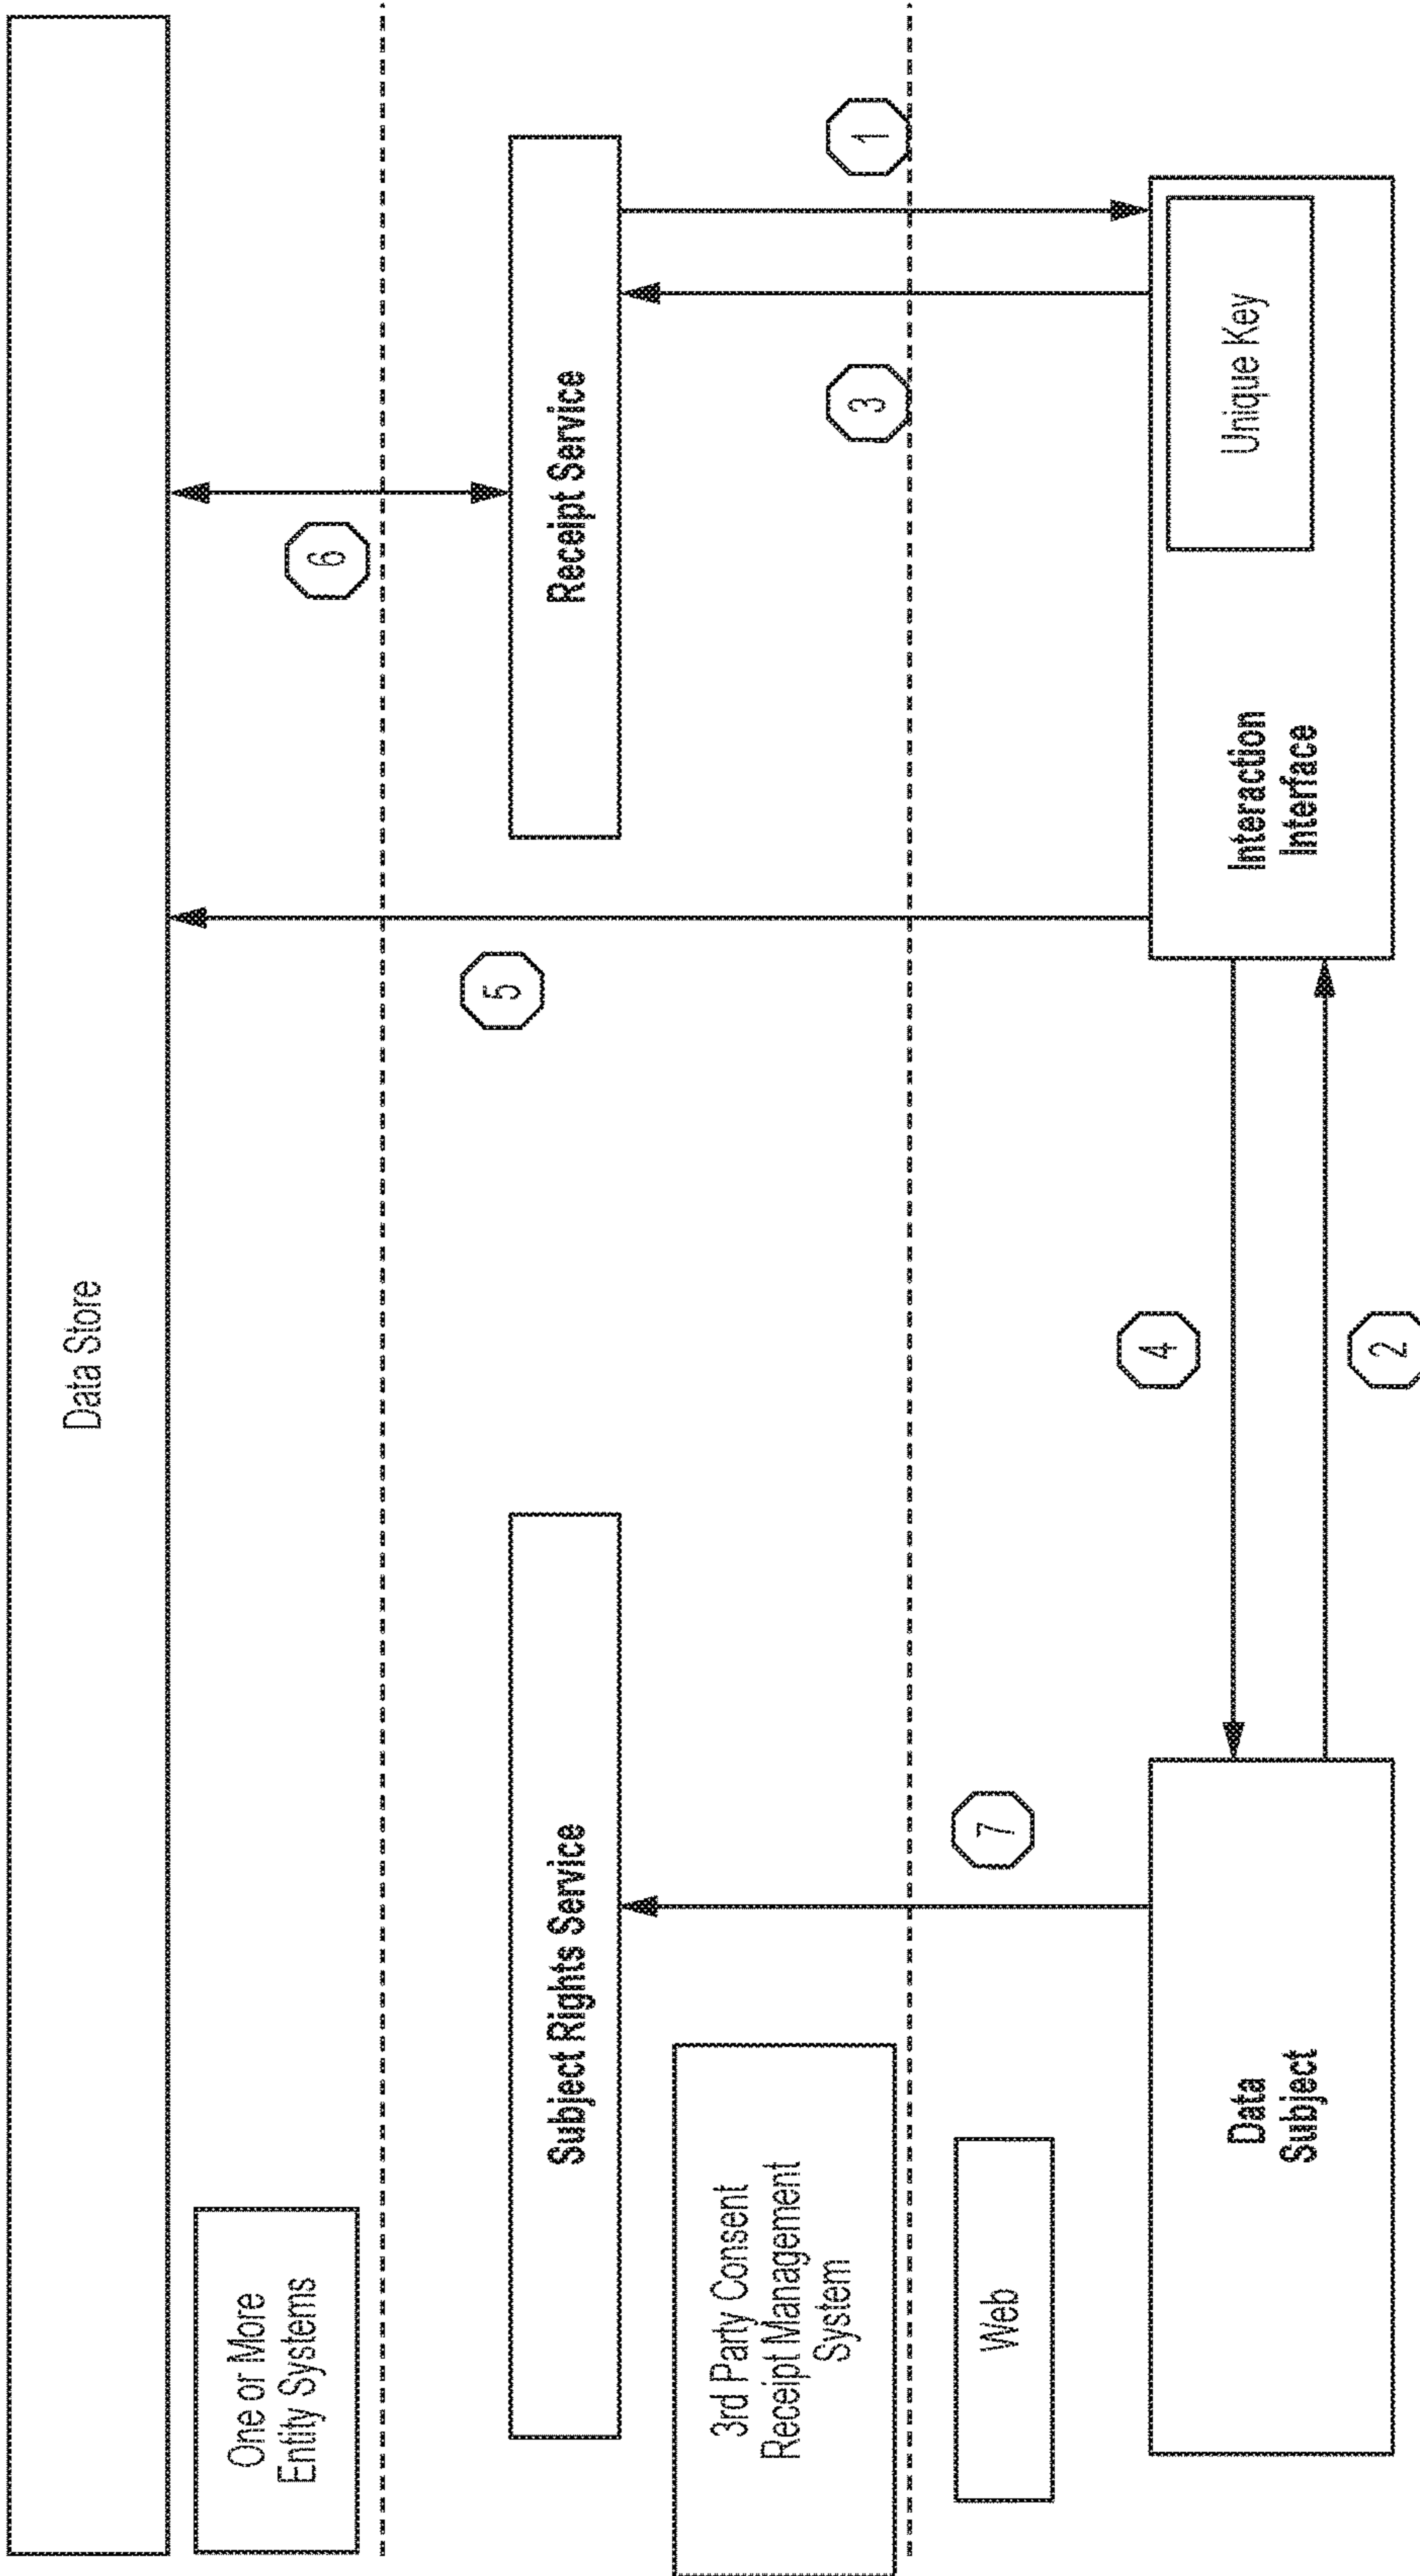 Data Store
One or More
Entity Systems
6
5
Subject Rights Service
Receipt Service
3rd Party Consent
Receipt Management
System
3
1
Web
7
4
2
Data
Subject
Interaction
Interface
Unique Key